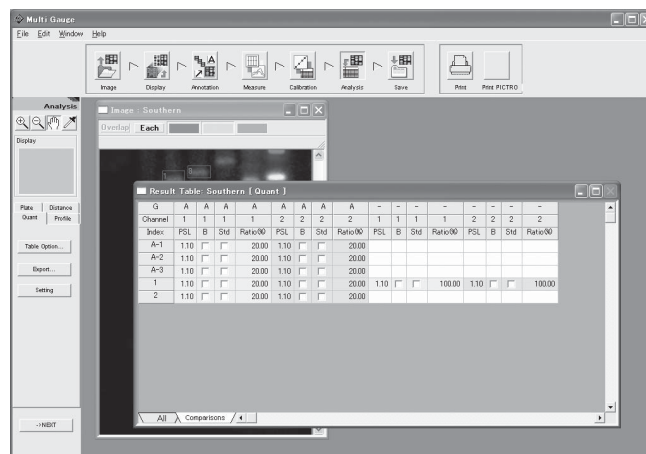 Multi Gauge
File Edit Window Help
Image Display Annotation Measure Calibration Analysis Save Print Print PICTRO
Analysis
Display
Plate Distance
Quant Profile
Table Option...
Export...
Setting
->NEXT
Image : Southern
Overlap Each
Result Table: Southern [ Quant ]
G A A A A A A A A - - - - - - - -
Channel 1 1 1 1 2 2 2 2 1 1 1 1 2 2 2 2
Index PSL B Std Ratio(%) PSL B Std Ratio(%) PSL B Std Ratio(%) PSL B Std Ratio(%)
A-1 1.10 20.00 1.10 20.00
A-2 1.10 20.00 1.10 20.00
A-3 1.10 20.00 1.10 20.00
1 1.10 20.00 1.10 20.00 1.10 100.00 1.10 100.00
2 1.10 20.00 1.10 20.00
All Comparisons